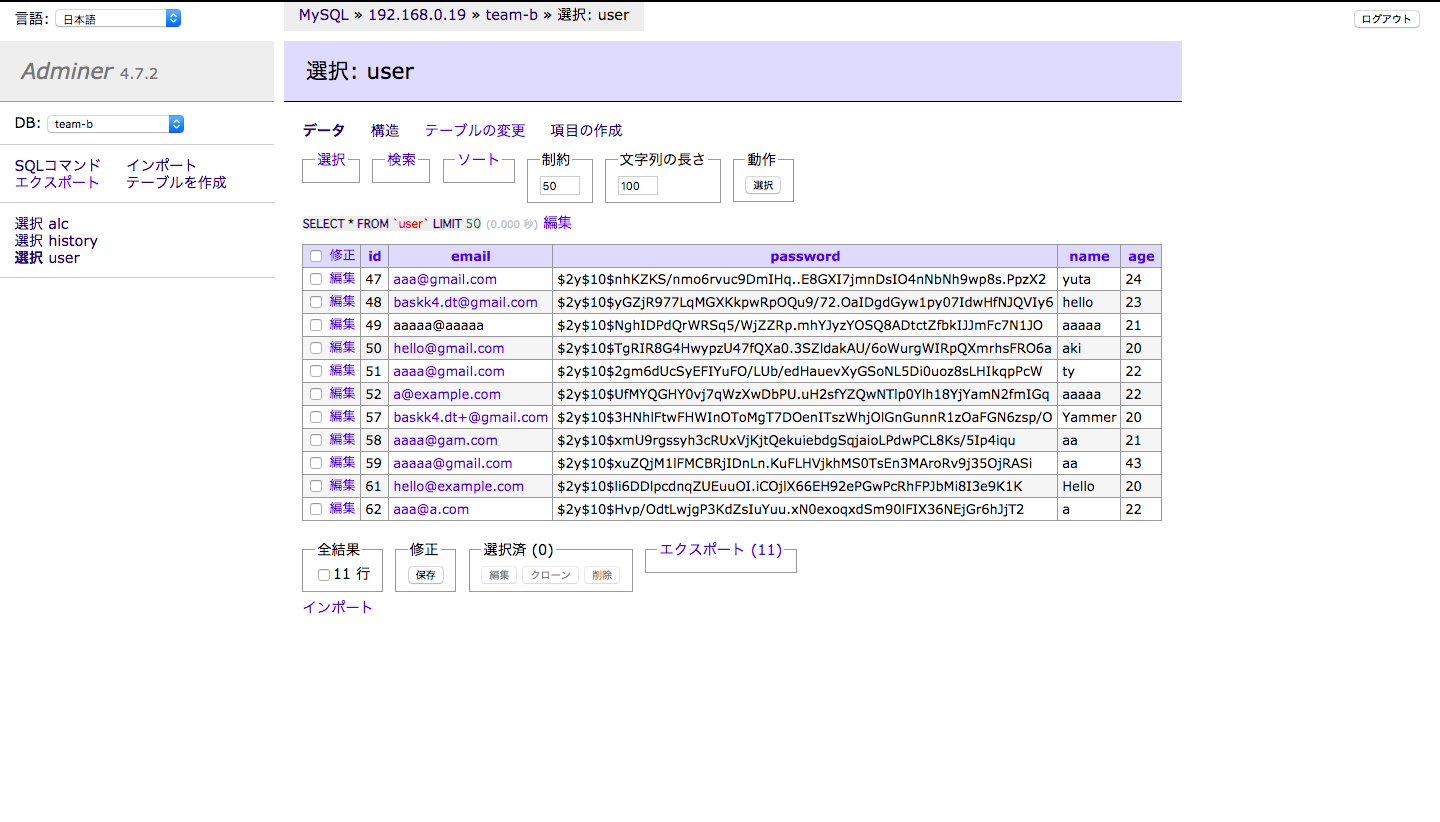 言語: 日本語
MySQL » 192.168.0.19 » team-b » 選択: user
ログアウト
Adminer 4.7.2
選択: user
DB: team-b
SQLコマンド インポート
エクスポート テーブルを作成
選択 alc
選択 history
選択 user
データ 構造 テーブルの変更 項目の作成
選択 検索 ソート 制約 文字列の長さ 動作
50 100 選択
SELECT * FROM `user` LIMIT 50 (0.000 秒) 編集
修正 id email password name age
編集 47 aaa@gmail.com $2y$10$nhKZKS/nmo6rvuc9DmIHq..E8GXI7jmnDsIO4nNbNh9wp8s.PpzX2 yuta 24
編集 48 baskk4.dt@gmail.com $2y$10$yGZjR977LqMGXKkpwRpOQu9/72.OaIDgdGyw1py07IdwHfNJQVIy6 hello 23
編集 49 aaaaa@aaaaa $2y$10$NghIDPdQrWRSq5/WjZZRp.mhYJyzYOSQ8ADtctZfbkIJJmFc7N1JO aaaaa 21
編集 50 hello@gmail.com $2y$10$TgRIR8G4HwypzU47fQXa0.3SZldakAU/6oWurgWIRpQXmrhsFRO6a aki 20
編集 51 aaaa@gmail.com $2y$10$2gm6dUcSyEFIYuFO/LUb/edHauevXyGSoNL5Di0uoz8sLHIkqpPcW ty 22
編集 52 a@example.com $2y$10$UfMYQGHY0vj7qWzXwDbPU.uH2sfYZQwNTlp0Ylh18YjYamN2fmIGq aaaaa 22
編集 57 baskk4.dt+@gmail.com $2y$10$3HNhlFtwFHWInOToMgT7DOenITszWhjOlGnGunnR1zOaFGN6zsp/O Yammer 20
編集 58 aaaa@gam.com $2y$10$xmU9rgssyh3cRUxVjKjtQekuiebdgSqjaioLPdwPCL8Ks/5Ip4iqu aa 21
編集 59 aaaaa@gmail.com $2y$10$xuZQjM1lFMCBRjIDnLn.KuFLHVjkhMS0TsEn3MAroRv9j35OjRASi aa 43
編集 61 hello@example.com $2y$10$li6DDlpcdnqZUEuuOI.iCOjlX66EH92ePGwPcRhFPJbMi8I3e9K1K Hello 20
編集 62 aaa@a.com $2y$10$Hvp/OdtLwjgP3KdZsIuYuu.xN0exoqxdSm90lFIX36NEjGr6hJjT2 a 22
全結果 修正 選択済 (0) エクスポート (11)
11 行 保存 編集 クローン 削除
インポート